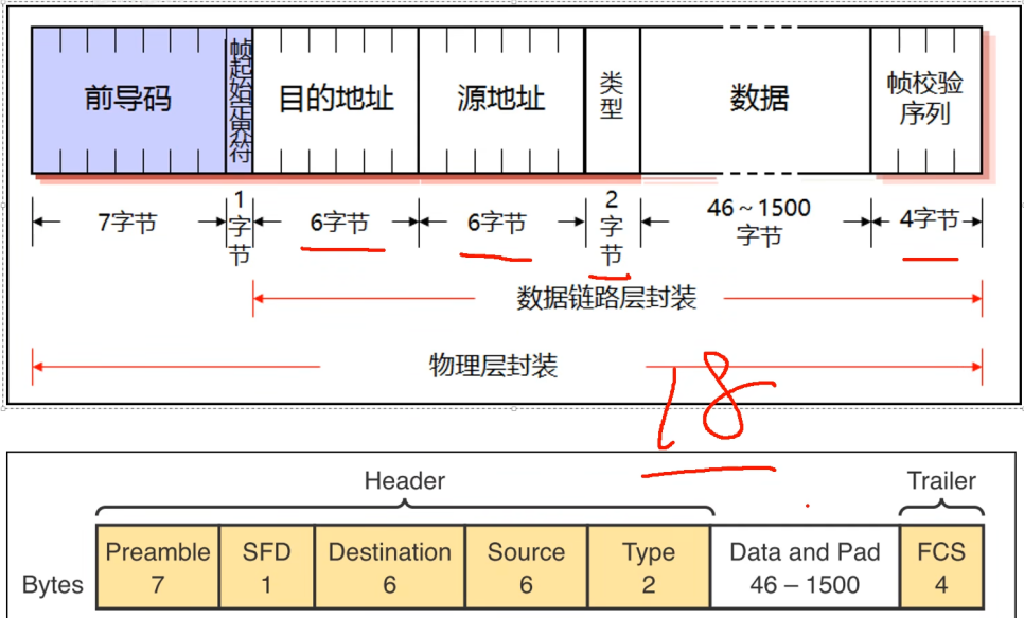 前导码
帧起始定界符
目的地址
源地址
类型
数据
帧校验序列
7字节
1字节
6字节
6字节
2字节
46～1500字节
4字节
数据链路层封装
物理层封装
18
Header
Trailer
Preamble SFD Destination Source Type Data and Pad FCS
Bytes 7 1 6 6 2 46 – 1500 4